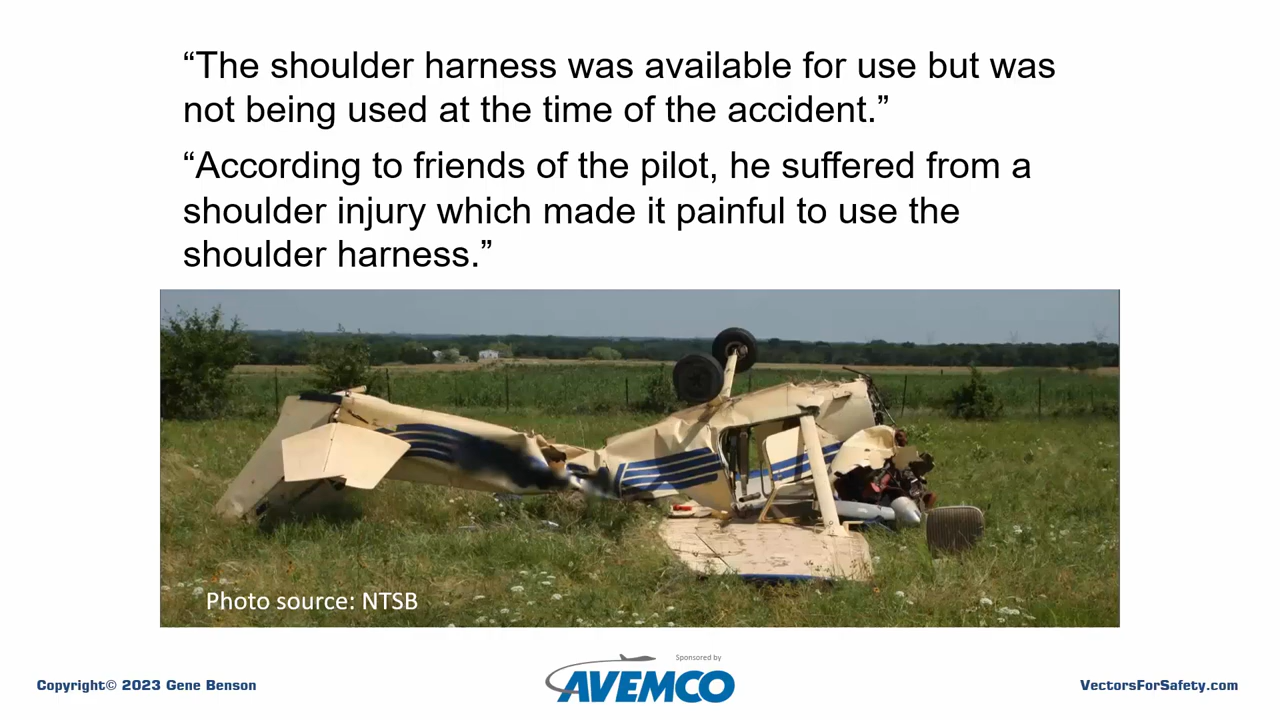 “The shoulder harness was available for use but was
not being used at the time of the accident.”
“According to friends of the pilot, he suffered from a
shoulder injury which made it painful to use the
shoulder harness.”
Photo source: NTSB
Sponsored by
AVEMCO
Copyright© 2023 Gene Benson
VectorsForSafety.com